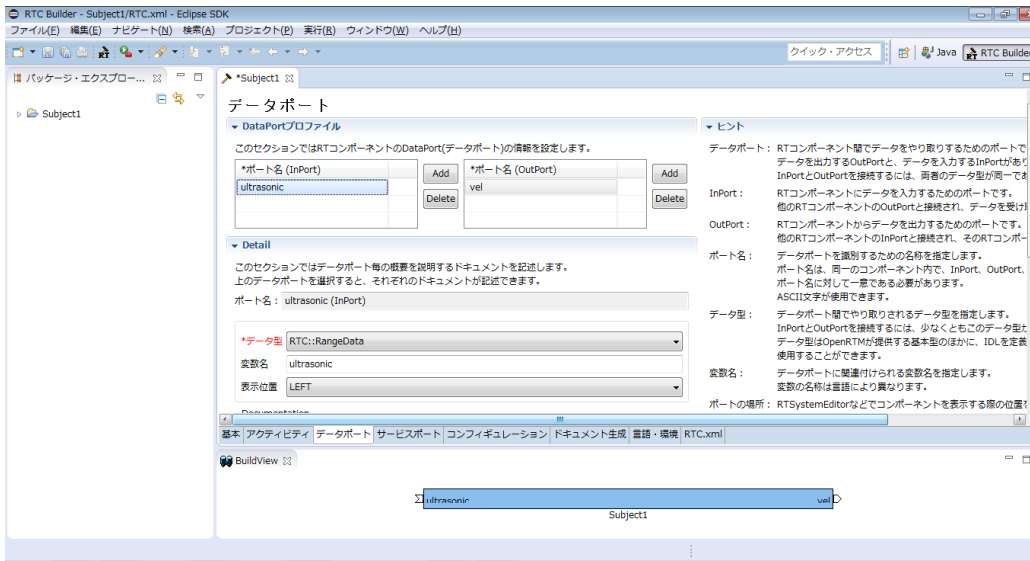 RTC Builder - Subject1/RTC.xml - Eclipse SDK
ファイル(F) 編集(E) ナビゲート(N) 検索(A) プロジェクト(P) 実行(R) ウィンドウ(W) ヘルプ(H)
クイック・アクセス Java RTC Builde
パッケージ・エクスプロー...
Subject1
*Subject1
データポート
DataPortプロファイル
このセクションではRTコンポーネントのDataPort(データポート)の情報を設定します。
*ポート名 (InPort)
ultrasonic
Add
Delete
*ポート名 (OutPort)
vel
Add
Delete
Detail
このセクションではデータポート毎の概要を説明するドキュメントを記述します。
上のデータポートを選択すると、それぞれのドキュメントが記述できます。
ポート名： ultrasonic (InPort)
*データ型 RTC::RangeData
変数名 ultrasonic
表示位置 LEFT
Documentation
ヒント
データポート： RTコンポーネント間でデータをやり取りするためのポートで
データを出力するOutPortと、データを入力するInPortがあり
InPortとOutPortを接続するには、両者のデータ型が同一であ
InPort： RTコンポーネントにデータを入力するためのポートです。
他のRTコンポーネントのOutPortと接続され、データを受け
OutPort： RTコンポーネントからデータを出力するためのポートです。
他のRTコンポーネントのInPortと接続され、そのRTコンポー
ポート名： データポートを識別するための名称を指定します。
ポート名は、同一のコンポーネント内で、InPort、OutPort、
ポート名に対して一意である必要があります。
ASCII文字が使用できます。
データ型： データポート間でやり取りされるデータ型を指定します。
InPortとOutPortを接続するには、少なくともこのデータ型が
データ型はOpenRTMが提供する基本型のほかに、IDLを定義
使用することができます。
変数名： データポートに関連付けられる変数名を指定します。
変数の名称は言語により異なります。
ポートの場所： RTSystemEditorなどでコンポーネントを表示する際の位置を
基本 アクティビティ データポート サービスポート コンフィギュレーション ドキュメント生成 言語・環境 RTC.xml
BuildView
ultrasonic vel
Subject1